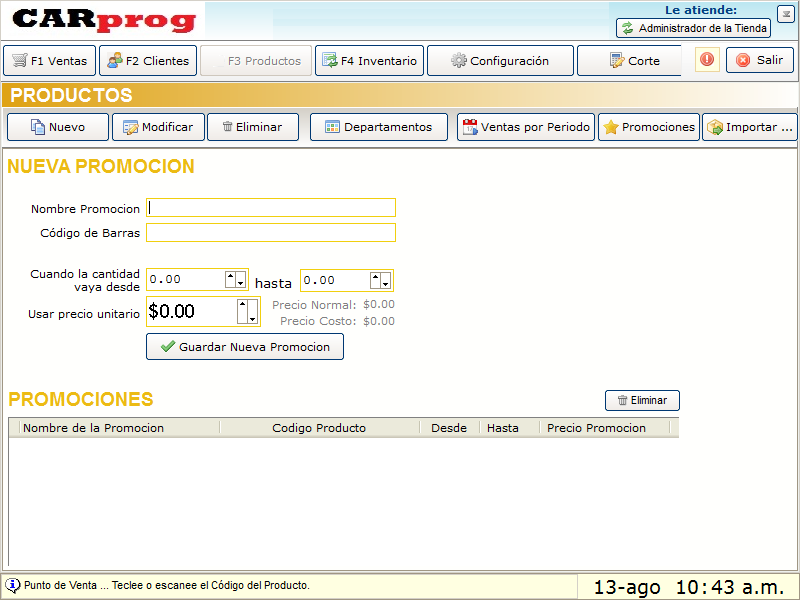 CARprog
Le atiende:
Administrador de la Tienda
F1 Ventas F2 Clientes F3 Productos F4 Inventario Configuración Corte Salir
PRODUCTOS
Nuevo Modificar Eliminar Departamentos Ventas por Periodo Promociones Importar ...
NUEVA PROMOCION
Nombre Promocion
Código de Barras
Cuando la cantidad
vaya desde 0.00 hasta 0.00
Usar precio unitario $0.00
Precio Normal: $0.00
Precio Costo: $0.00
Guardar Nueva Promocion
PROMOCIONES Eliminar
Nombre de la Promocion Codigo Producto Desde Hasta Precio Promocion
Punto de Venta ... Teclee o escanee el Código del Producto. 13-ago 10:43 a.m.